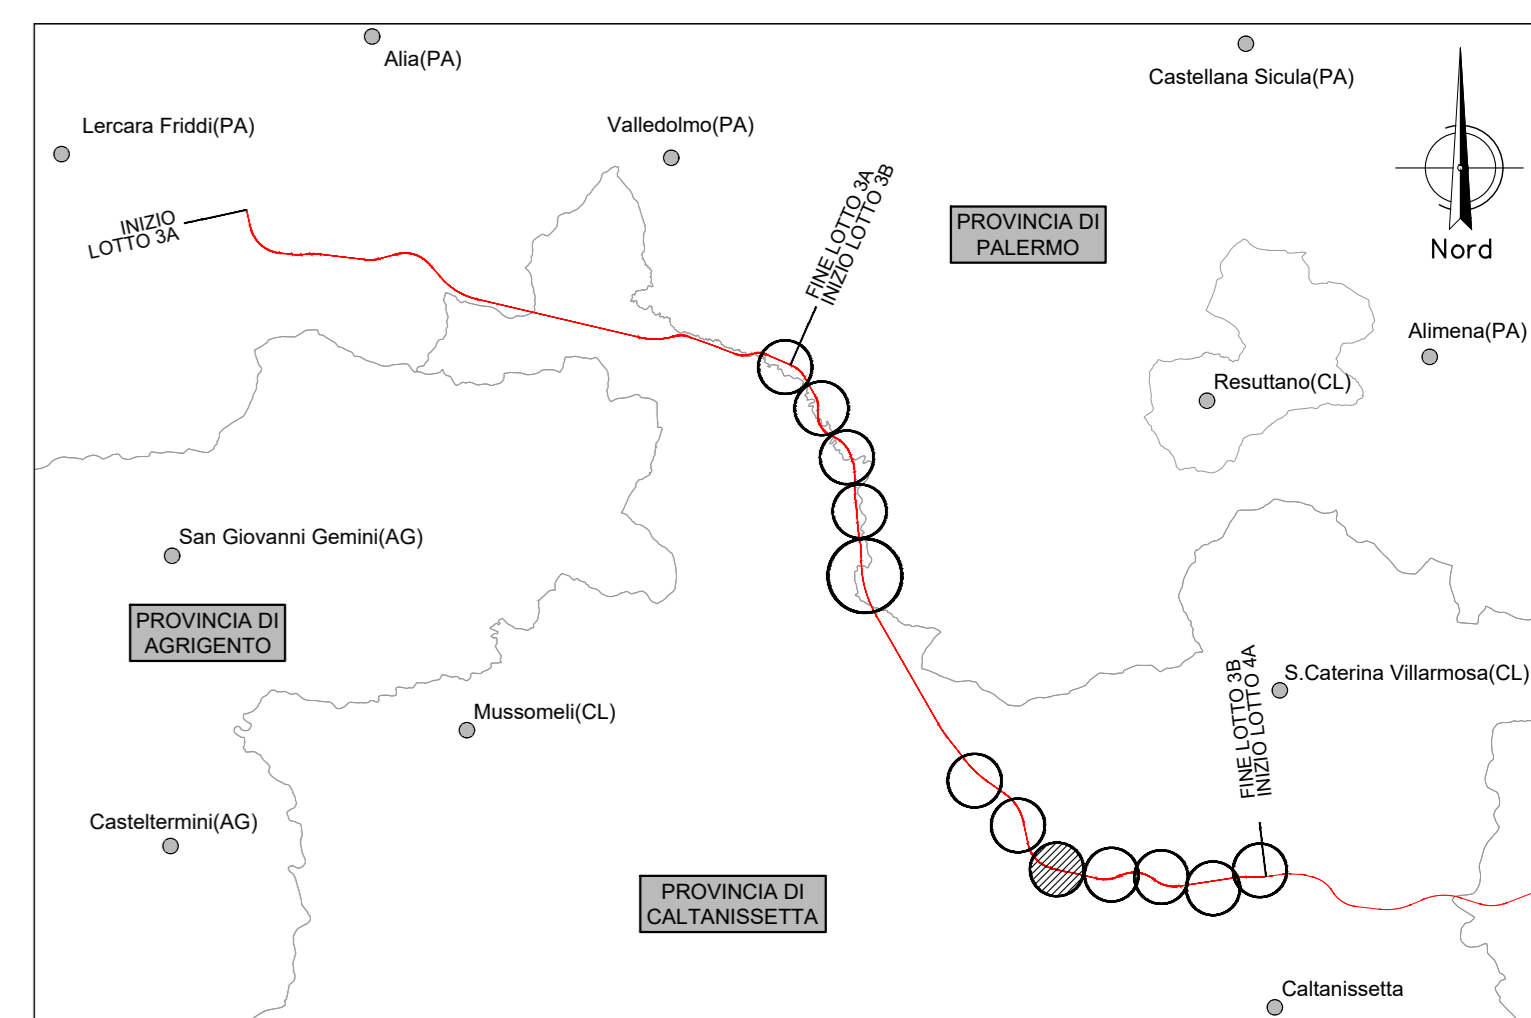 Alia(PA)
Castellana Sicula(PA)
Lercara Friddi(PA)
Valledolmo(PA)
INIZIO
LOTTO 3A
FINE LOTTO 3A
INIZIO LOTTO 3B
PROVINCIA DI
PALERMO
Nord
Alimena(PA)
Resuttano(CL)
San Giovanni Gemini(AG)
PROVINCIA DI
AGRIGENTO
FINE LOTTO 3B
INIZIO LOTTO 4A
S.Caterina Villarmosa(CL)
Mussomeli(CL)
Casteltermini(AG)
PROVINCIA DI
CALTANISSETTA
Caltanissetta